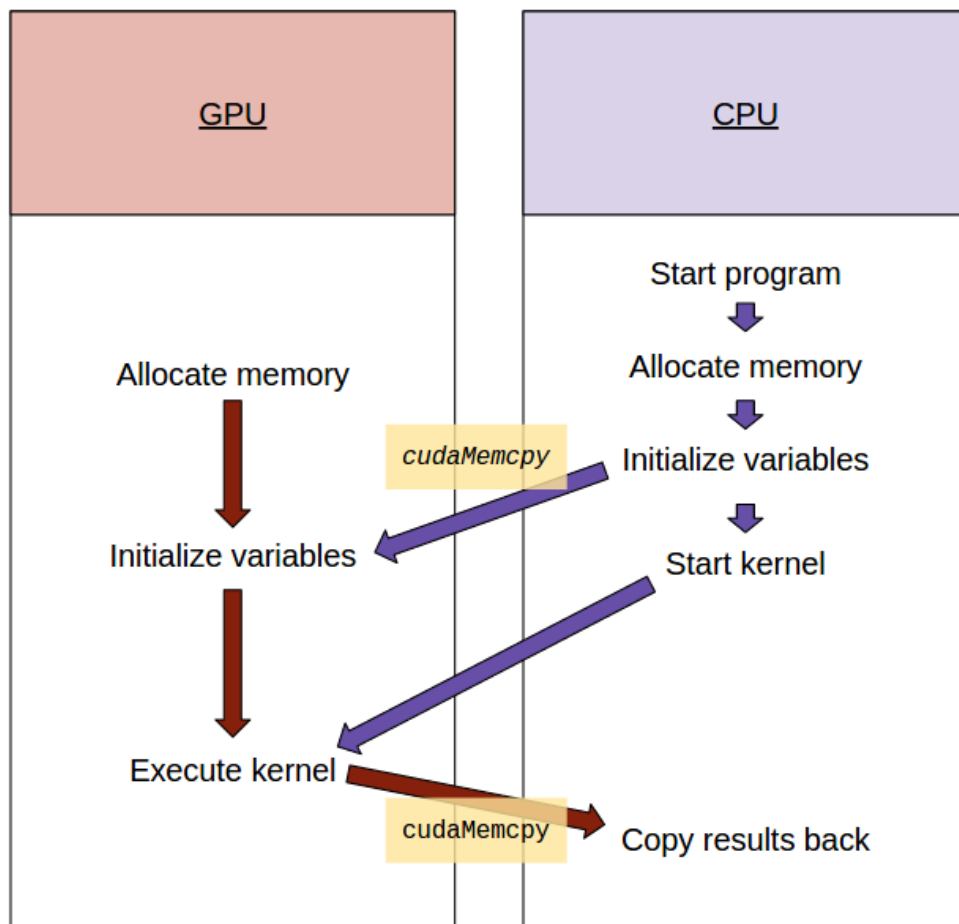 GPU
CPU
Start program
Allocate memory
Allocate memory
cudaMemcpy
Initialize variables
Initialize variables
Start kernel
Execute kernel
cudaMemcpy
Copy results back